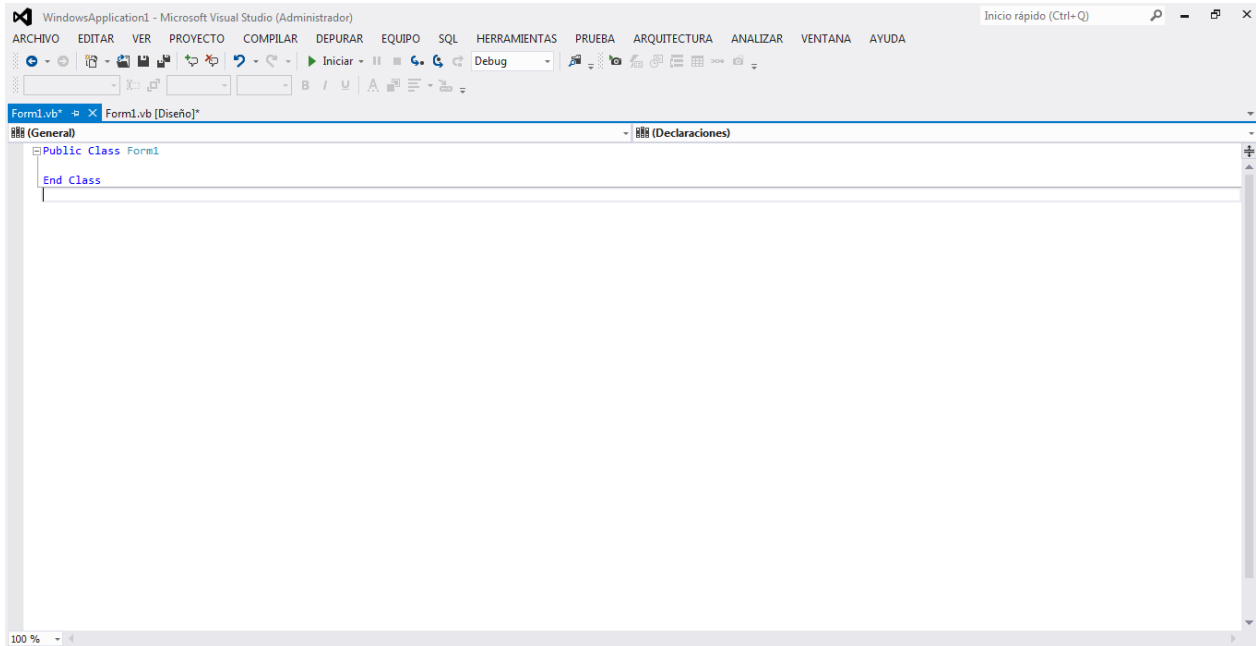 WindowsApplication1 - Microsoft Visual Studio (Administrador) Inicio rápido (Ctrl+Q)
ARCHIVO EDITAR VER PROYECTO COMPILAR DEPURAR EQUIPO SQL HERRAMIENTAS PRUEBA ARQUITECTURA ANALIZAR VENTANA AYUDA
Iniciar Debug
B I U A
Form1.vb* Form1.vb [Diseño]*
(General) (Declaraciones)
Public Class Form1
End Class
100 %